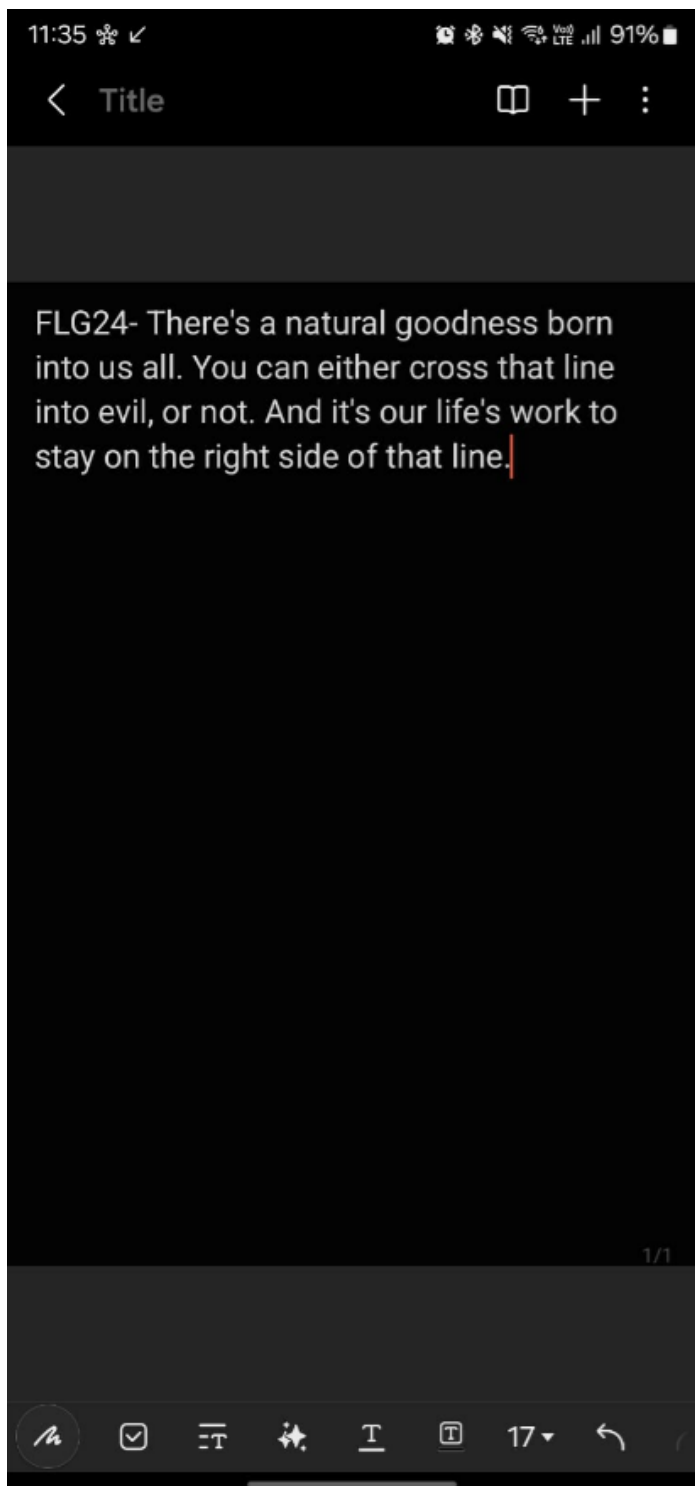 11:35 91%
Title
FLG24- There's a natural goodness born
into us all. You can either cross that line
into evil, or not. And it's our life's work to
stay on the right side of that line.
1/1
17